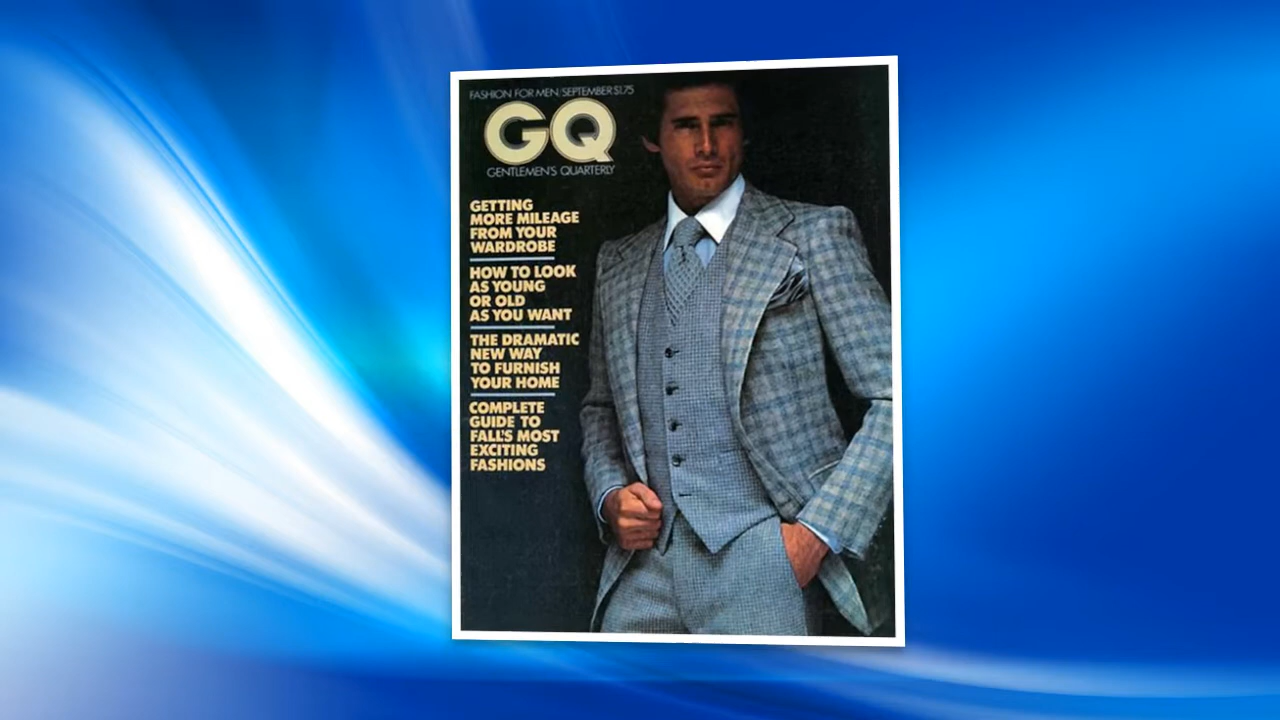 FASHION FOR MEN/SEPTEMBER $1.75
GQ
GENTLEMEN'S QUARTERLY
GETTING
MORE MILEAGE
FROM YOUR
WARDROBE
HOW TO LOOK
AS YOUNG
OR OLD
AS YOU WANT
THE DRAMATIC
NEW WAY
TO FURNISH
YOUR HOME
COMPLETE
GUIDE TO
FALL'S MOST
EXCITING
FASHIONS